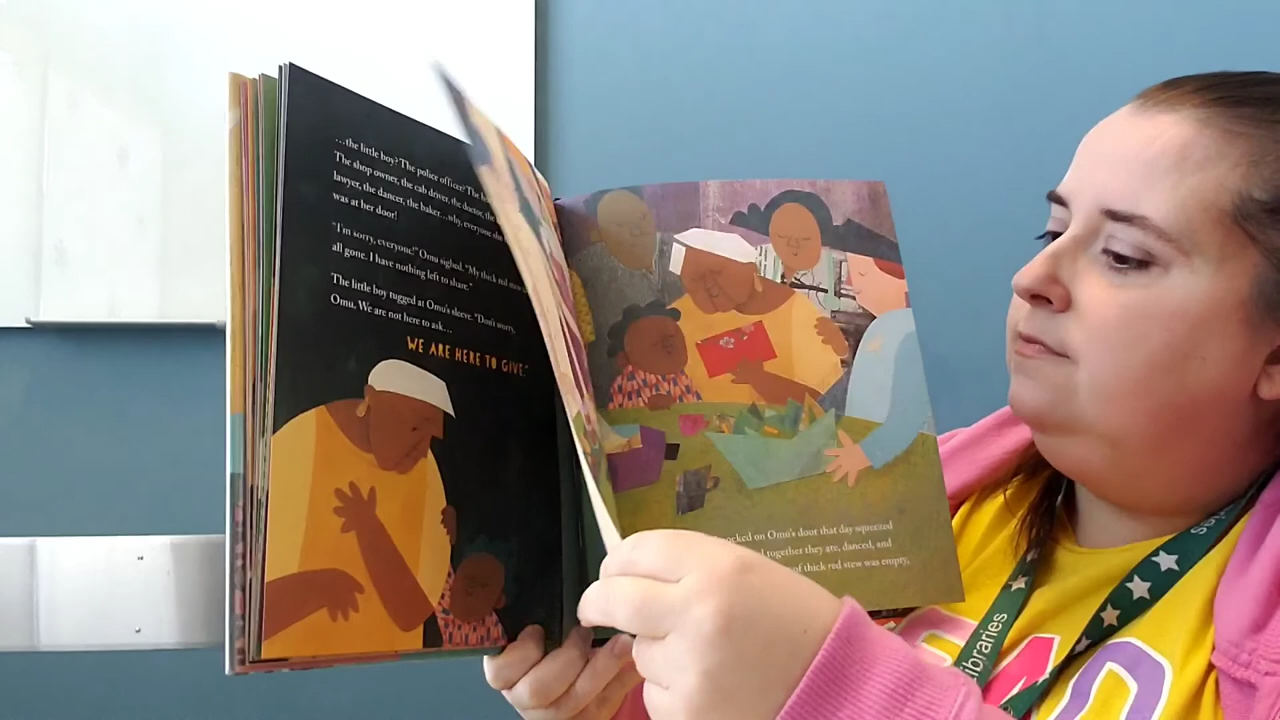 ...the little boy? The police officer? The
The shop owner, the cab driver, the doctor, the
lawyer, the dancer, the baker...why, everyone she
was at her door!
"I'm sorry, everyone!" Omu sighed. "My thick red stew is
all gone. I have nothing left to share."
The little boy tugged at Omu's sleeve. "Don't worry,
Omu. We are not here to ask...
WE ARE HERE TO GIVE."
ocked on Omu's door that day squeezed
together they ate, danced, and
of thick red stew was empty,
ibraries